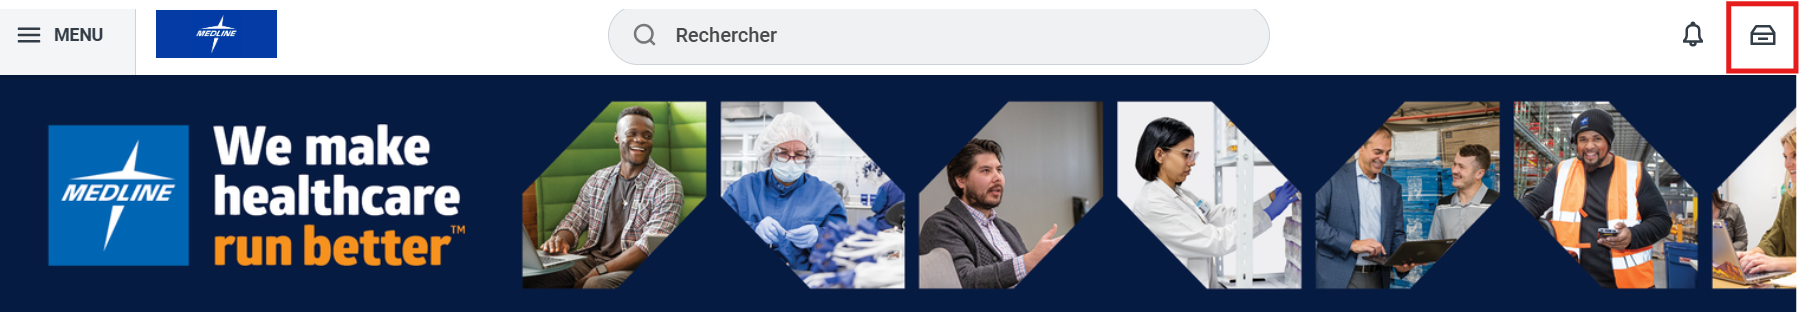 MENU
MEDLINE
Rechercher
MEDLINE
We make
healthcare
run better™